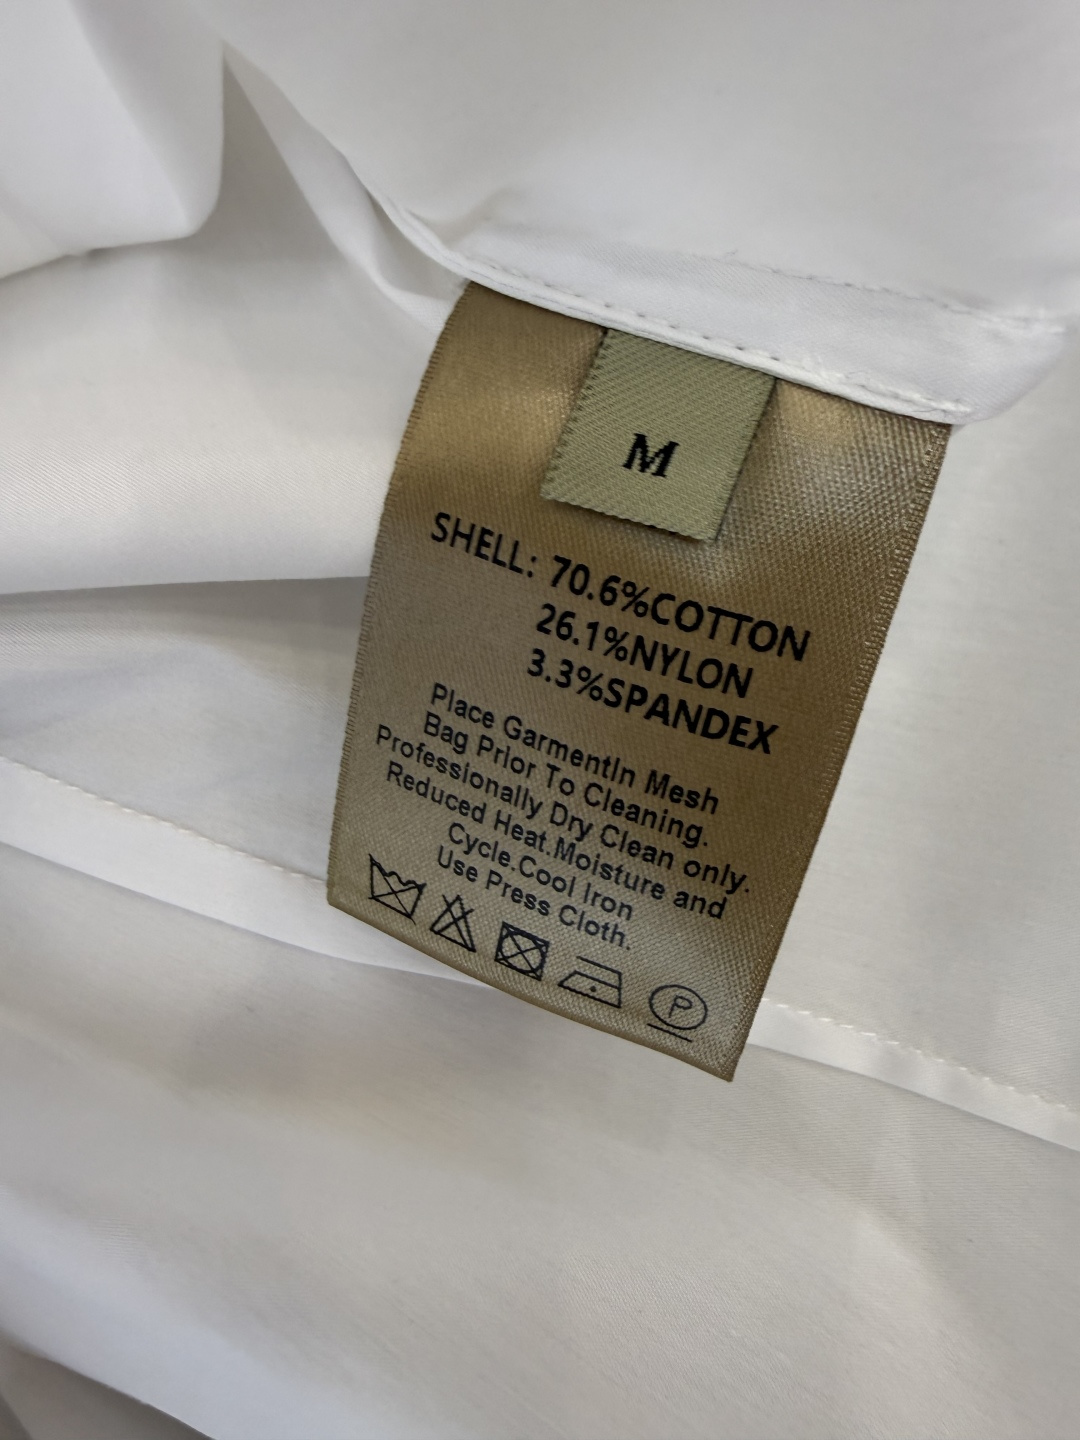 M
SHELL: 70.6%COTTON
26.1%NYLON
3.3%SPANDEX
Place GarmentIn Mesh
Bag Prior To Cleaning.
Professionally Dry Clean only.
Reduced Heat.Moisture and
Cycle.Cool Iron
Use Press Cloth.
P